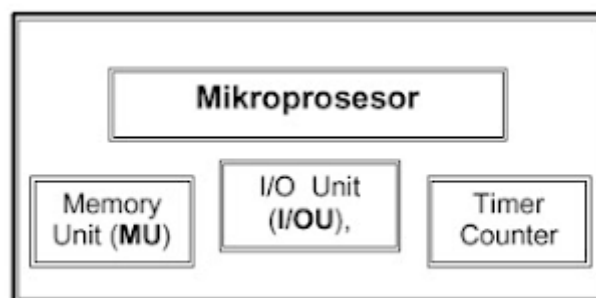 Mikroprosesor
Memory
Unit (MU)
I/O Unit
(I/OU),
Timer
Counter